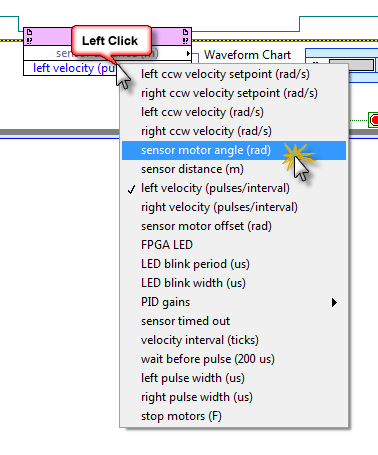 Left Click
Waveform Chart
left velocity (pu
left ccw velocity setpoint (rad/s)
right ccw velocity setpoint (rad/s)
left ccw velocity (rad/s)
right ccw velocity (rad/s)
sensor motor angle (rad)
sensor distance (m)
✓ left velocity (pulses/interval)
right velocity (pulses/interval)
sensor motor offset (rad)
FPGA LED
LED blink period (us)
LED blink width (us)
PID gains
sensor timed out
velocity interval (ticks)
wait before pulse (200 us)
left pulse width (us)
right pulse width (us)
stop motors (F)